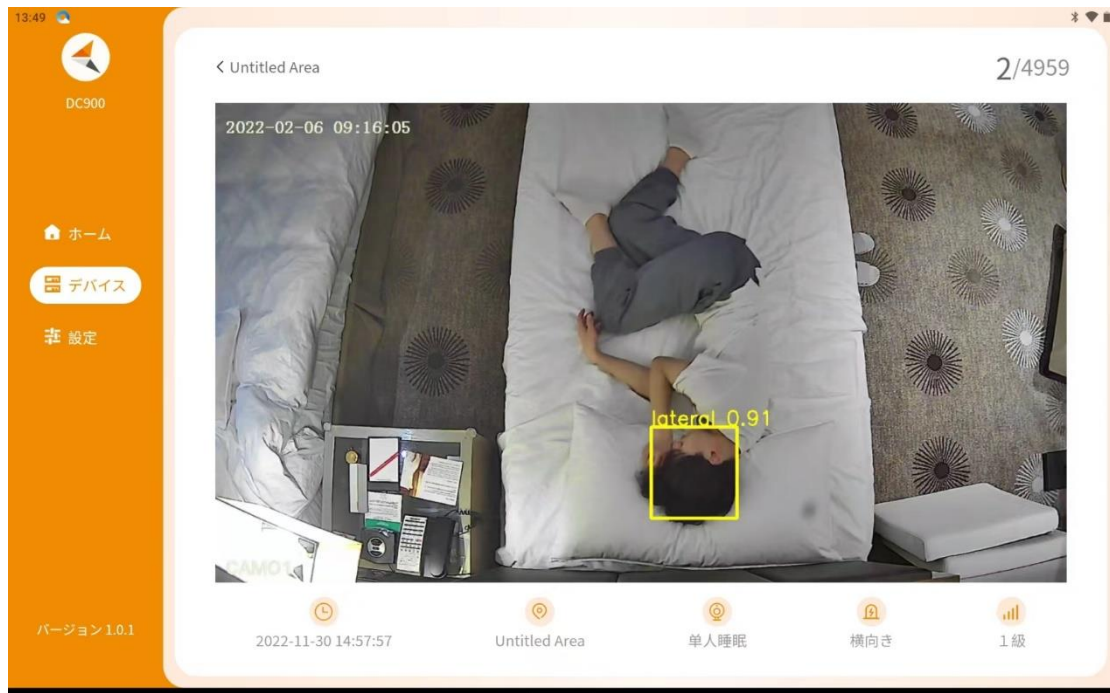 13:49
DC900
ホーム
デバイス
設定
バージョン 1.0.1
Untitled Area
2/4959
2022-02-06 09:16:05
lateral 0.91
CAM01
2022-11-30 14:57:57
Untitled Area
单人睡眠
横向き
1級